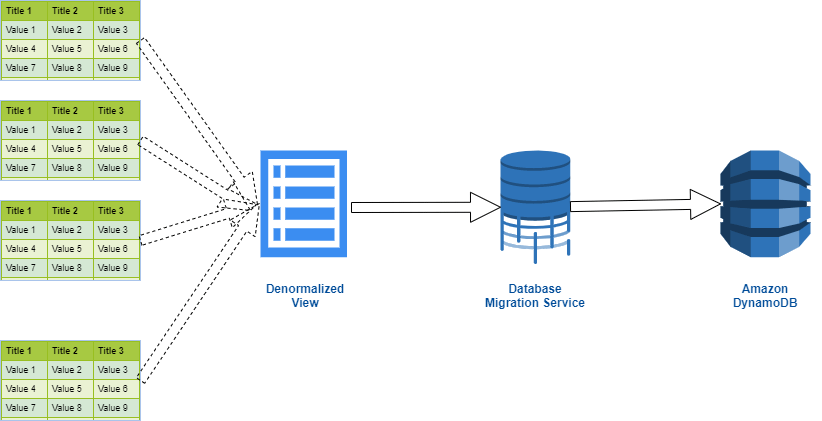 Title 1 Title 2 Title 3
Value 1 Value 2 Value 3
Value 4 Value 5 Value 6
Value 7 Value 8 Value 9
Title 1 Title 2 Title 3
Value 1 Value 2 Value 3
Value 4 Value 5 Value 6
Value 7 Value 8 Value 9
Title 1 Title 2 Title 3
Value 1 Value 2 Value 3
Value 4 Value 5 Value 6
Value 7 Value 8 Value 9
Title 1 Title 2 Title 3
Value 1 Value 2 Value 3
Value 4 Value 5 Value 6
Value 7 Value 8 Value 9
Denormalized
View
Database
Migration Service
Amazon
DynamoDB